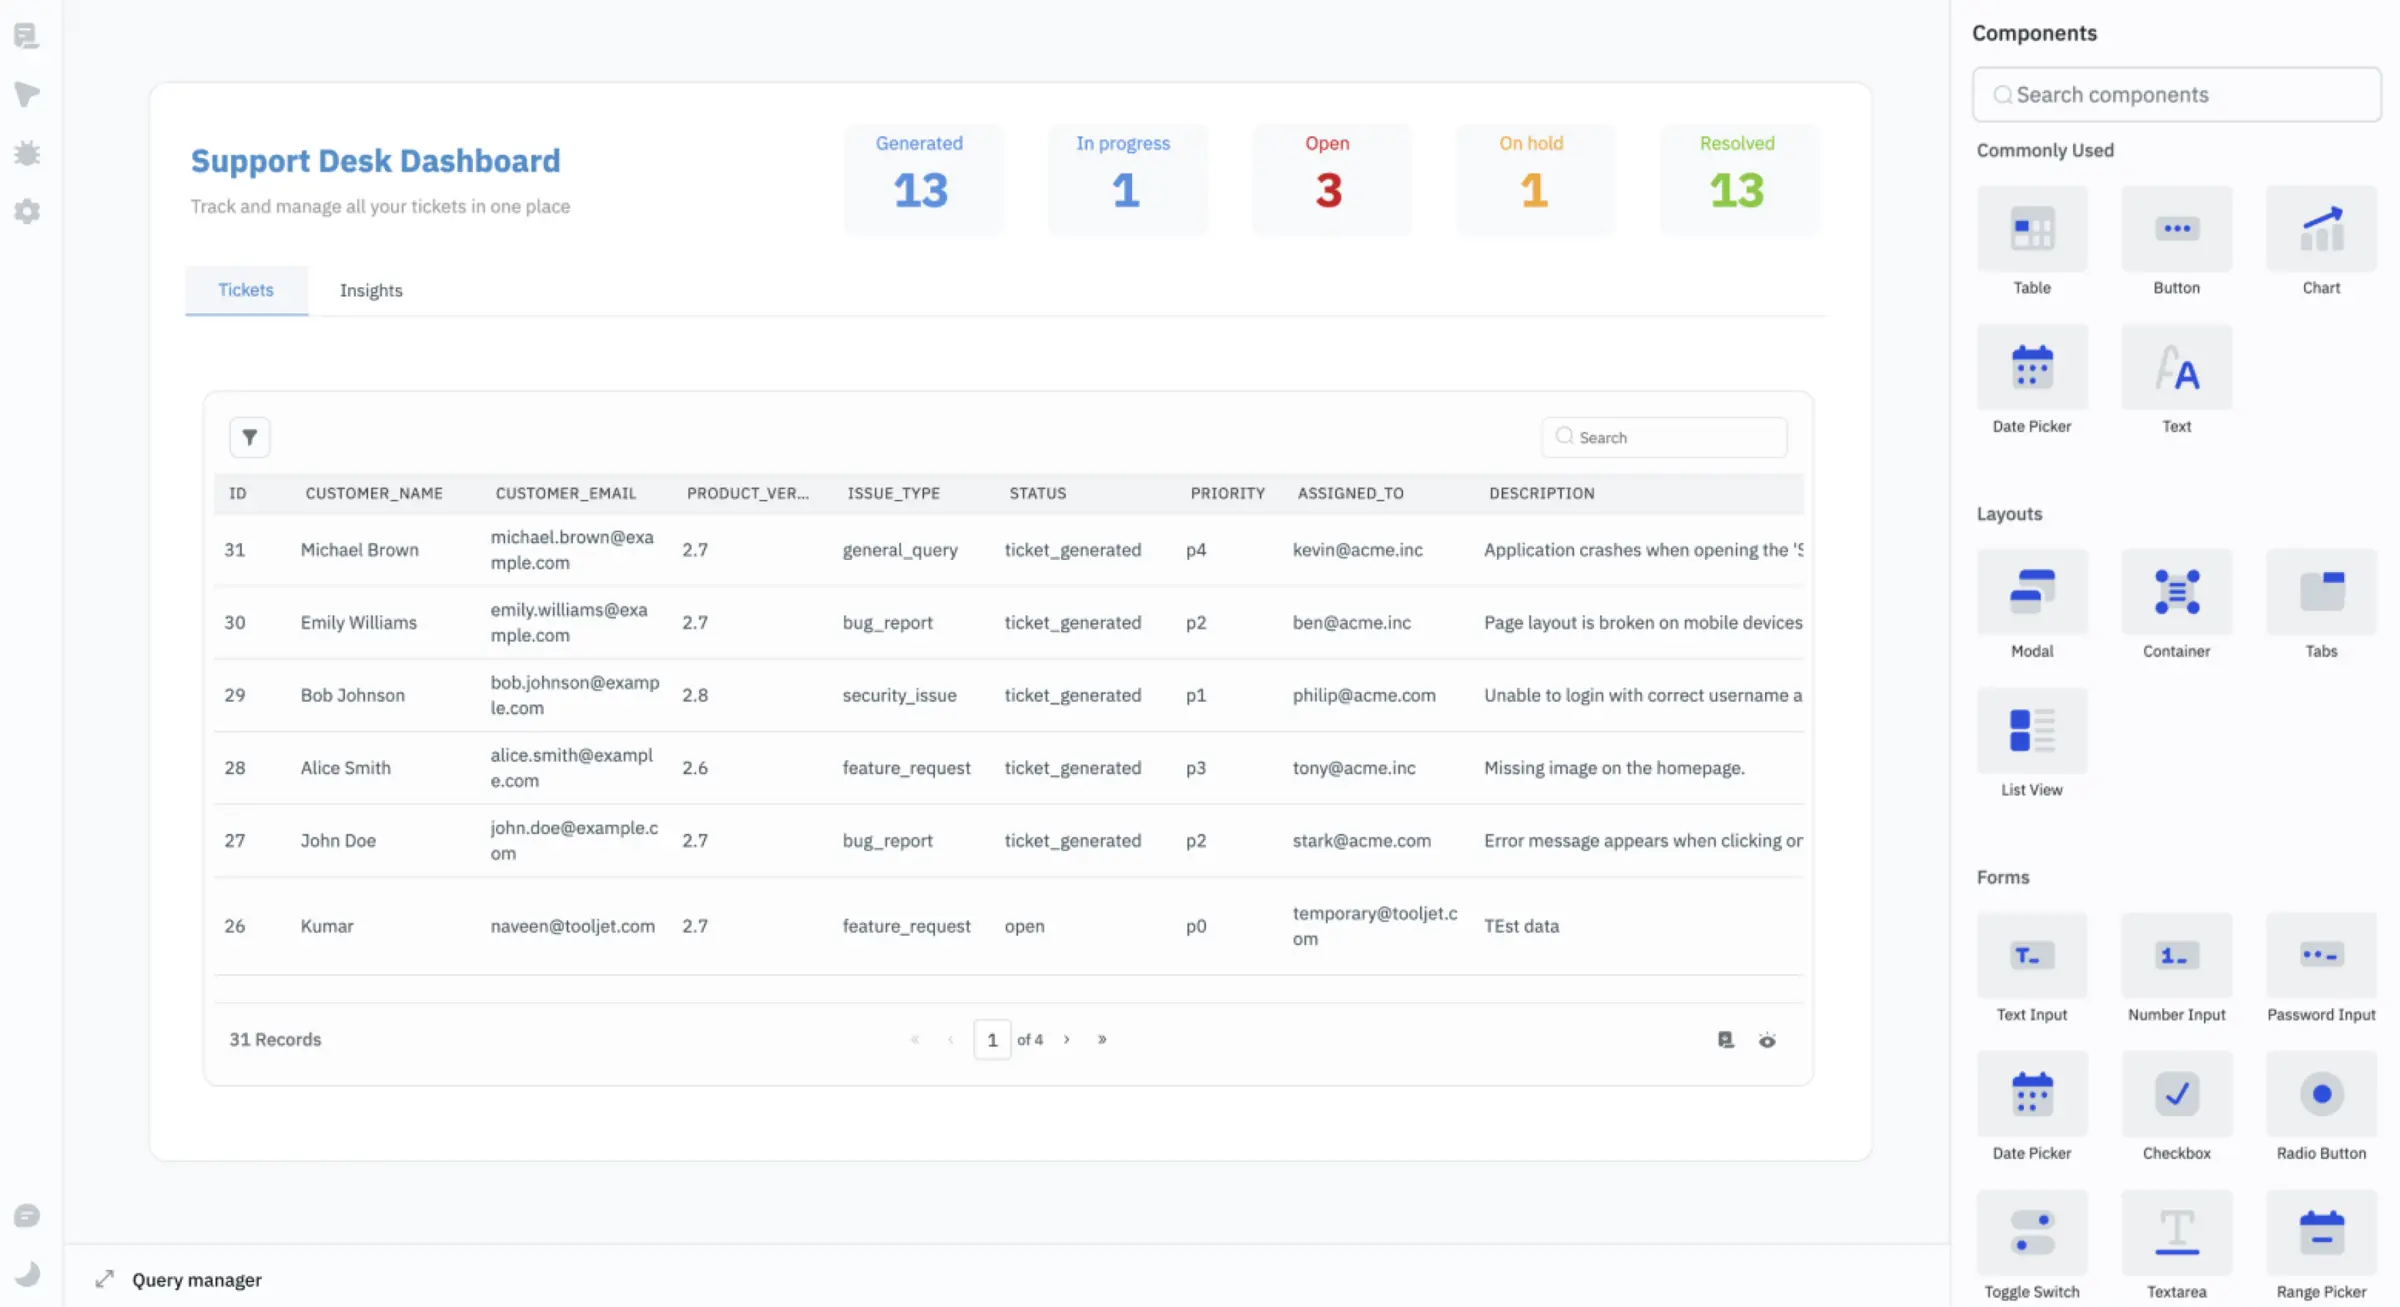 Components
Search components
Commonly Used
Table
Button
Chart
Date Picker
Text
Layouts
Modal
Container
Tabs
List View
Forms
Text Input
Number Input
Password Input
Date Picker
Checkbox
Radio Button
Toggle Switch
Textarea
Range Picker
Support Desk Dashboard
Track and manage all your tickets in one place
Generated
13
In progress
1
Open
3
On hold
1
Resolved
13
Tickets
Insights
Search
ID CUSTOMER_NAME CUSTOMER_EMAIL PRODUCT_VER... ISSUE_TYPE STATUS PRIORITY ASSIGNED_TO DESCRIPTION
31 Michael Brown michael.brown@exa
mple.com 2.7 general_query ticket_generated p4 kevin@acme.inc Application crashes when opening the 'S
30 Emily Williams emily.williams@exa
mple.com 2.7 bug_report ticket_generated p2 ben@acme.inc Page layout is broken on mobile devices
29 Bob Johnson bob.johnson@examp
le.com 2.8 security_issue ticket_generated p1 philip@acme.com Unable to login with correct username a
28 Alice Smith alice.smith@exampl
e.com 2.6 feature_request ticket_generated p3 tony@acme.inc Missing image on the homepage.
27 John Doe john.doe@example.c
om 2.7 bug_report ticket_generated p2 stark@acme.com Error message appears when clicking or
26 Kumar naveen@tooljet.com 2.7 feature_request open p0 temporary@tooljet.c
om TEst data
31 Records
« ‹ 1 of 4 › »
Query manager